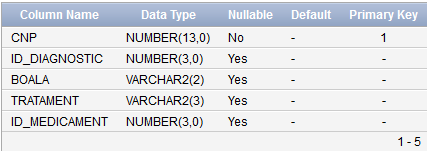 Column Name Data Type Nullable Default Primary Key
CNP NUMBER(13,0) No - 1
ID_DIAGNOSTIC NUMBER(3,0) Yes - -
BOALA VARCHAR2(2) Yes - -
TRATAMENT VARCHAR2(3) Yes - -
ID_MEDICAMENT NUMBER(3,0) Yes - -
1 - 5